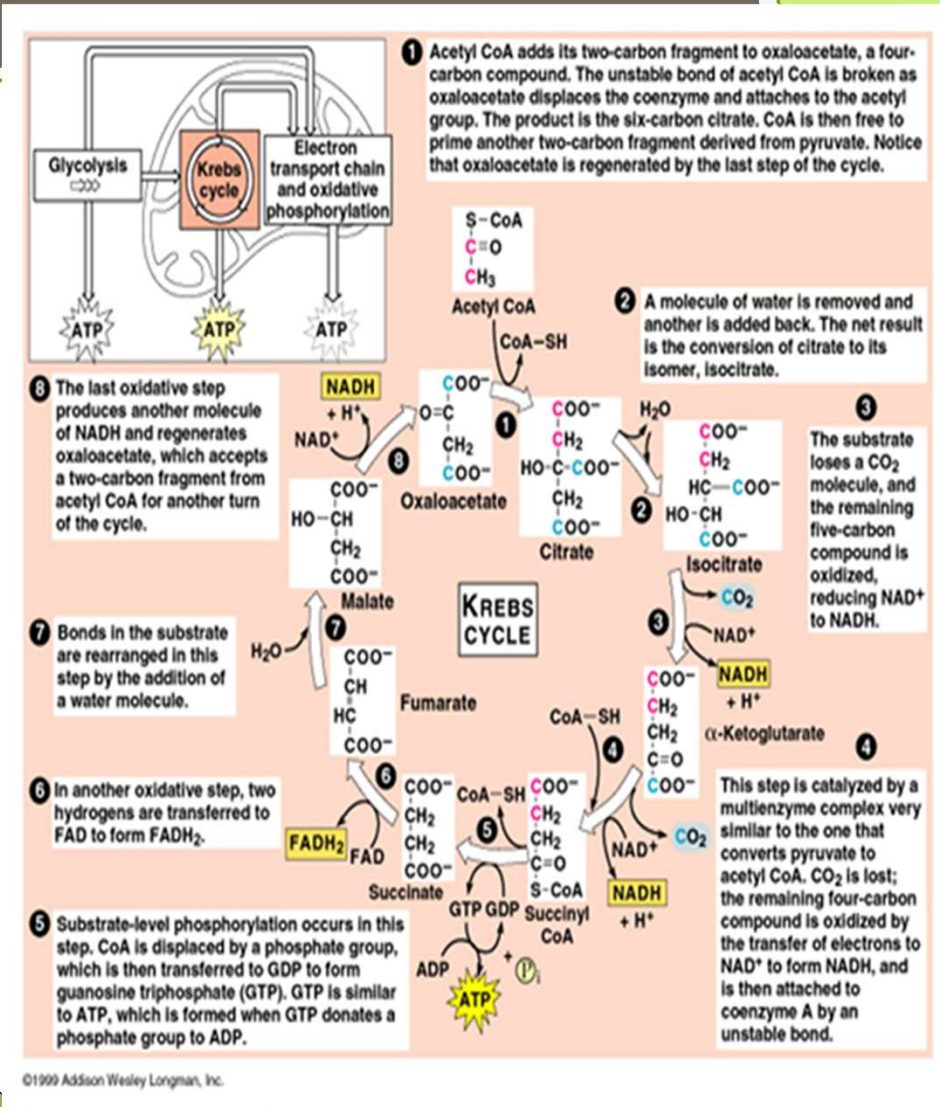 Glycolysis
Krebs
cycle
Electron
transport chain
and oxidative
phosphorylation
ATP
ATP
ATP
1 Acetyl CoA adds its two-carbon fragment to oxaloacetate, a four-
carbon compound. The unstable bond of acetyl CoA is broken as
oxaloacetate displaces the coenzyme and attaches to the acetyl
group. The product is the six-carbon citrate. CoA is then free to
prime another two-carbon fragment derived from pyruvate. Notice
that oxaloacetate is regenerated by the last step of the cycle.
S-CoA
C=O
CH₃
Acetyl CoA
CoA-SH
2 A molecule of water is removed and
another is added back. The net result
is the conversion of citrate to its
isomer, isocitrate.
8 The last oxidative step
produces another molecule
of NADH and regenerates
oxaloacetate, which accepts
a two-carbon fragment from
acetyl CoA for another turn
of the cycle.
NADH
+ H⁺
NAD⁺
8
COO⁻
O=C
CH₂
COO⁻
Oxaloacetate
1
COO⁻
CH₂
HO-C-COO⁻
CH₂
COO⁻
Citrate
H₂O
2
COO⁻
CH₂
HC-COO⁻
HO-CH
COO⁻
Isocitrate
3
The substrate
loses a CO₂
molecule, and
the remaining
five-carbon
compound is
oxidized,
reducing NAD⁺
to NADH.
COO⁻
HO-CH
CH₂
COO⁻
Malate
KREBS
CYCLE
3
CO₂
NAD⁺
NADH
+ H⁺
7 Bonds in the substrate
are rearranged in this
step by the addition of
a water molecule.
H₂O
7
COO⁻
CH
HC
COO⁻
Fumarate
CoA-SH
4
COO⁻
CH₂
CH₂
C=O
COO⁻
α-Ketoglutarate
4
This step is catalyzed by a
multienzyme complex very
similar to the one that
converts pyruvate to
acetyl CoA. CO₂ is lost;
the remaining four-carbon
compound is oxidized by
the transfer of electrons to
NAD⁺ to form NADH, and
is then attached to
coenzyme A by an
unstable bond.
6 In another oxidative step, two
hydrogens are transferred to
FAD to form FADH₂.
6
FADH₂
FAD
COO⁻
CH₂
CH₂
COO⁻
Succinate
CoA-SH
5
COO⁻
CH₂
CH₂
C=O
S-CoA
Succinyl
CoA
NAD⁺
CO₂
NADH
+ H⁺
GTP GDP
ADP
+ Pi
ATP
5 Substrate-level phosphorylation occurs in this
step. CoA is displaced by a phosphate group,
which is then transferred to GDP to form
guanosine triphosphate (GTP). GTP is similar
to ATP, which is formed when GTP donates a
phosphate group to ADP.
©1999 Addison Wesley Longman, Inc.